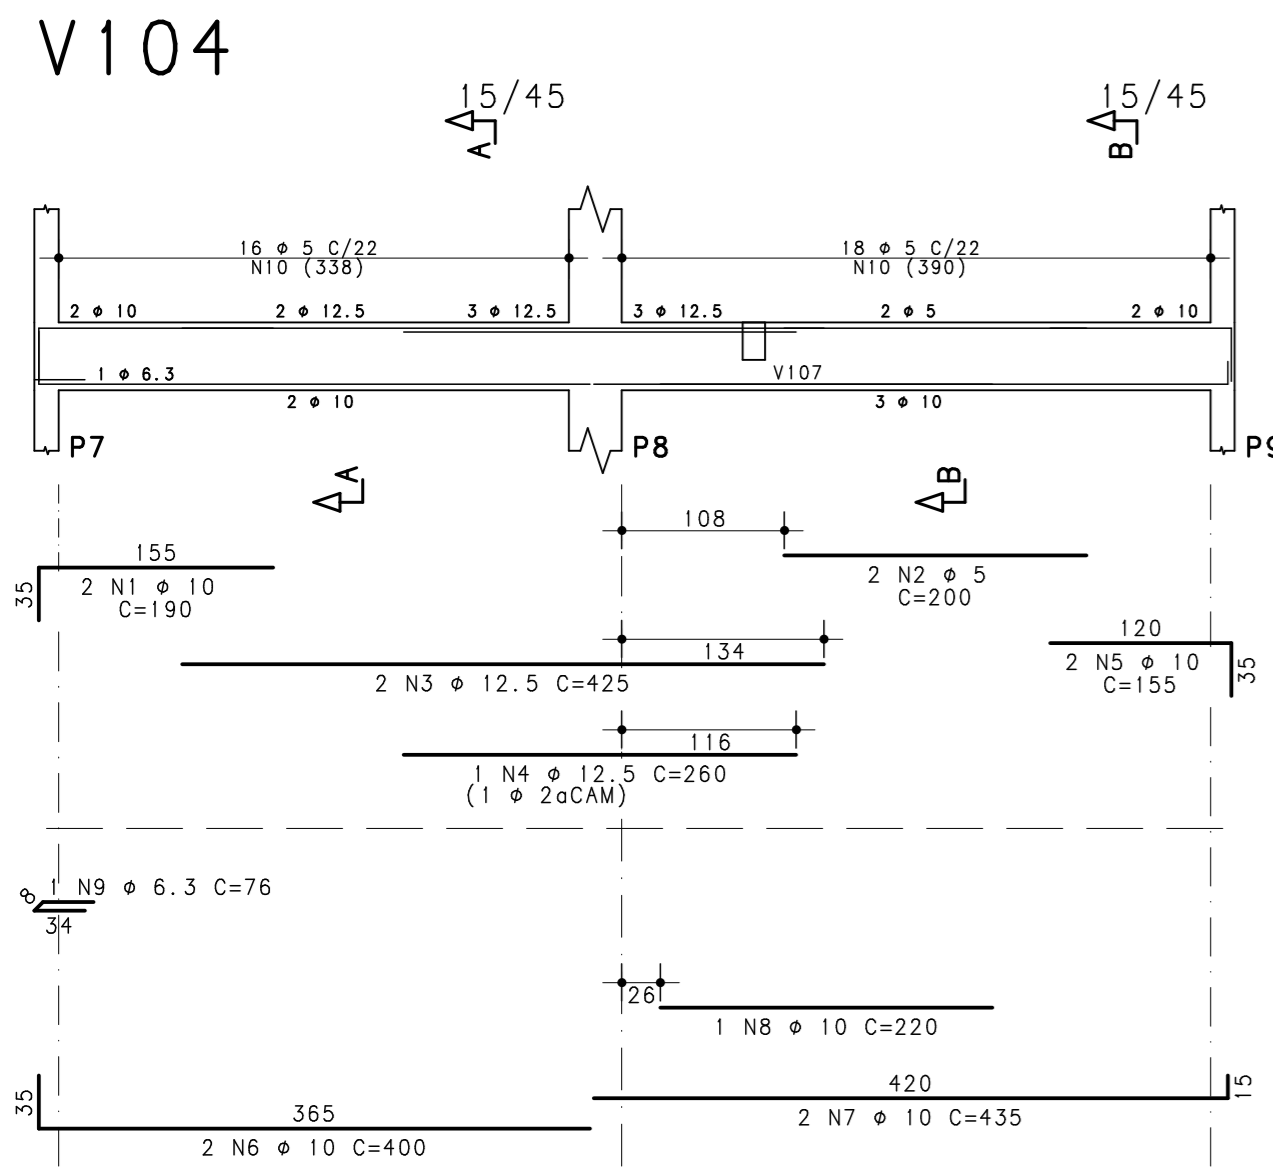 V104
15/45
15/45
A
B
16 ø 5 C/22
N10 (338)
18 ø 5 C/22
N10 (390)
2 ø 10
2 ø 12.5
3 ø 12.5
3 ø 12.5
2 ø 5
2 ø 10
1 ø 6.3
V107
2 ø 10
3 ø 10
P7
P8
P9
A
B
108
155
35
2 N1 ø 10
C=190
2 N2 ø 5
C=200
134
2 N3 ø 12.5 C=425
120
2 N5 ø 10
C=155
35
116
1 N4 ø 12.5 C=260
(1 ø 2aCAM)
8
1 N9 ø 6.3 C=76
34
26
1 N8 ø 10 C=220
35
365
2 N6 ø 10 C=400
420
2 N7 ø 10 C=435
15